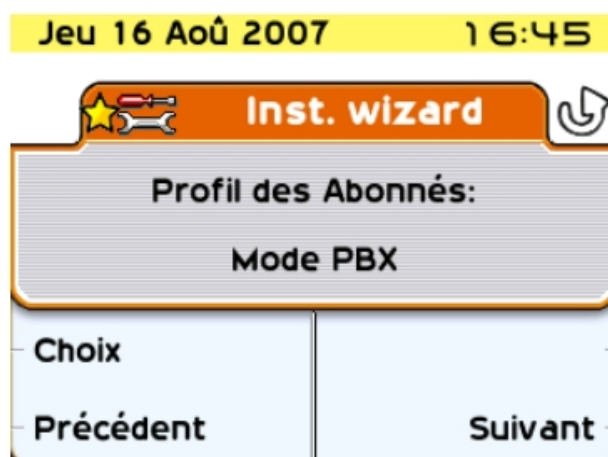 Jeu 16 Aoû 2007 16:45
Inst. wizard
Profil des Abonnés:
Mode PBX
Choix
Précédent Suivant